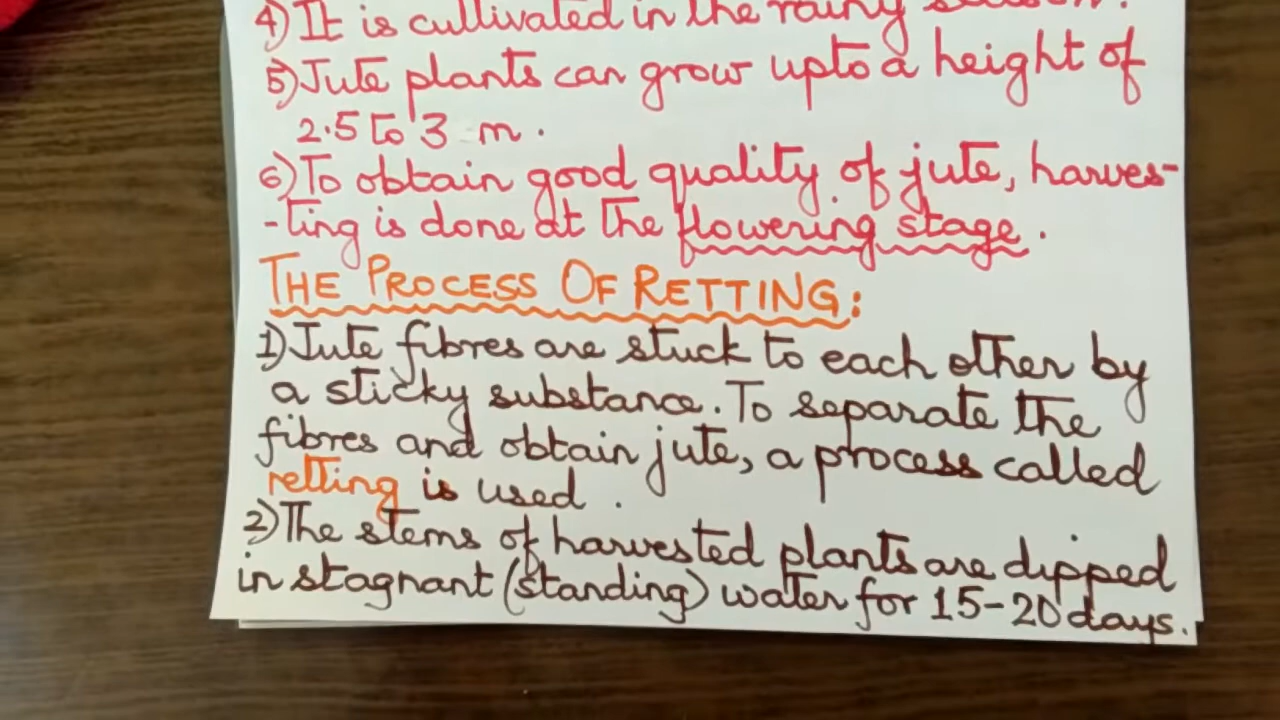 4) It is cultivated in the rainy season.
5) Jute plants can grow upto a height of
2.5 to 3 m.
6) To obtain good quality of jute, harves-
-ting is done at the flowering stage.
THE PROCESS OF RETTING:
1) Jute fibres are stuck to each other by
a sticky substance. To separate the
fibres and obtain jute, a process called
retting is used.
2) The stems of harvested plants are dipped
in stagnant (standing) water for 15-20 days.